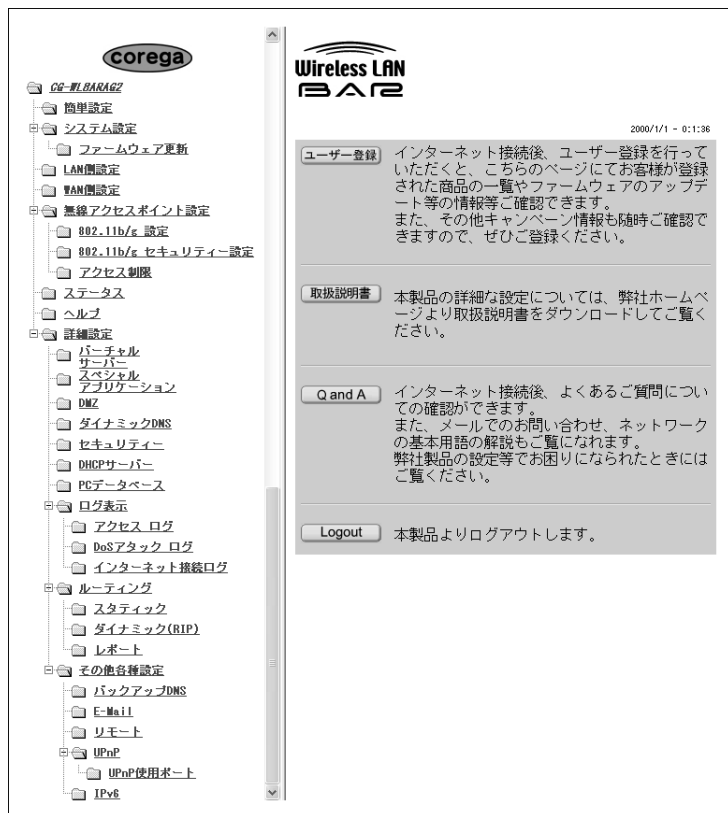 corega
CG-WLBARAG2
簡単設定
システム設定
ファームウェア更新
LAN側設定
WAN側設定
無線アクセスポイント設定
802.11b/g 設定
802.11b/g セキュリティー設定
アクセス制限
ステータス
ヘルプ
詳細設定
バーチャル
サーバー
スペシャル
アプリケーション
DMZ
ダイナミックDNS
セキュリティー
DHCPサーバー
PCデータベース
ログ表示
アクセス ログ
DoSアタック ログ
インターネット接続ログ
ルーティング
スタティック
ダイナミック(RIP)
レポート
その他各種設定
バックアップDNS
E-Mail
リモート
UPnP
UPnP使用ポート
IPv6
Wireless LAN
BAR
2000/1/1 - 0:1:36
ユーザー登録
インターネット接続後、ユーザー登録を行って
いただくと、こちらのページにてお客様が登録
された商品の一覧やファームウェアのアップデ
ート等の情報等ご確認できます。
また、その他キャンペーン情報も随時ご確認で
きますので、ぜひご登録ください。
取扱説明書
本製品の詳細な設定については、弊社ホームペ
ージより取扱説明書をダウンロードしてご覧く
ださい。
Q and A
インターネット接続後、よくあるご質問につい
ての確認ができます。
また、メールでのお問い合わせ、ネットワーク
の基本用語の解説もご覧になれます。
弊社製品の設定等でお困りになられたときには
ご覧ください。
Logout
本製品よりログアウトします。